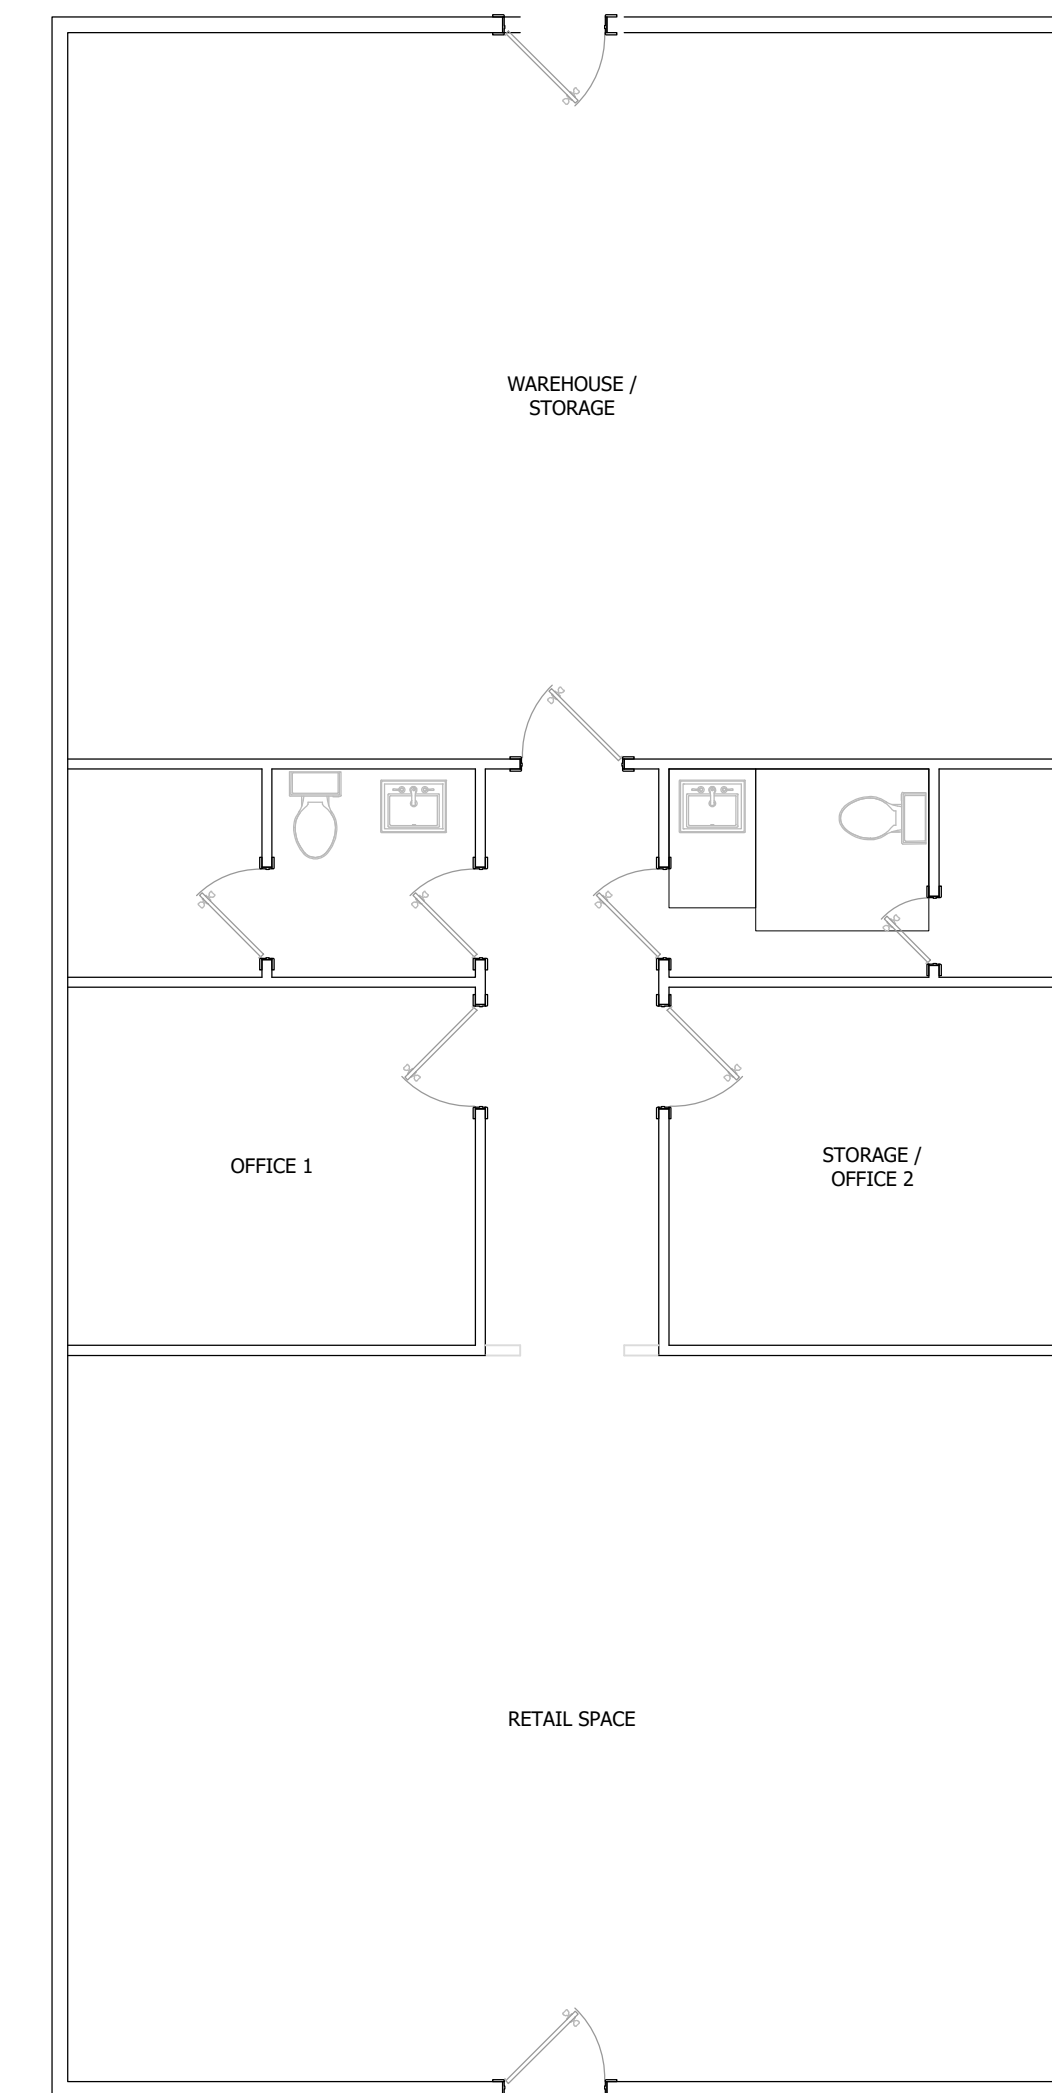 WAREHOUSE /
STORAGE
OFFICE 1
STORAGE /
OFFICE 2
RETAIL SPACE